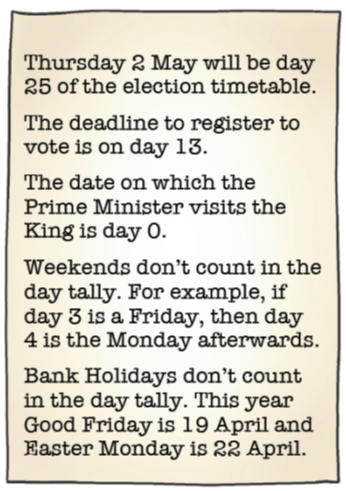 Thursday 2 May will be day
25 of the election timetable.
The deadline to register to
vote is on day 13.
The date on which the
Prime Minister visits the
King is day 0.
Weekends don't count in the
day tally. For example, if
day 3 is a Friday, then day
4 is the Monday afterwards.
Bank Holidays don't count
in the day tally. This year
Good Friday is 19 April and
Easter Monday is 22 April.